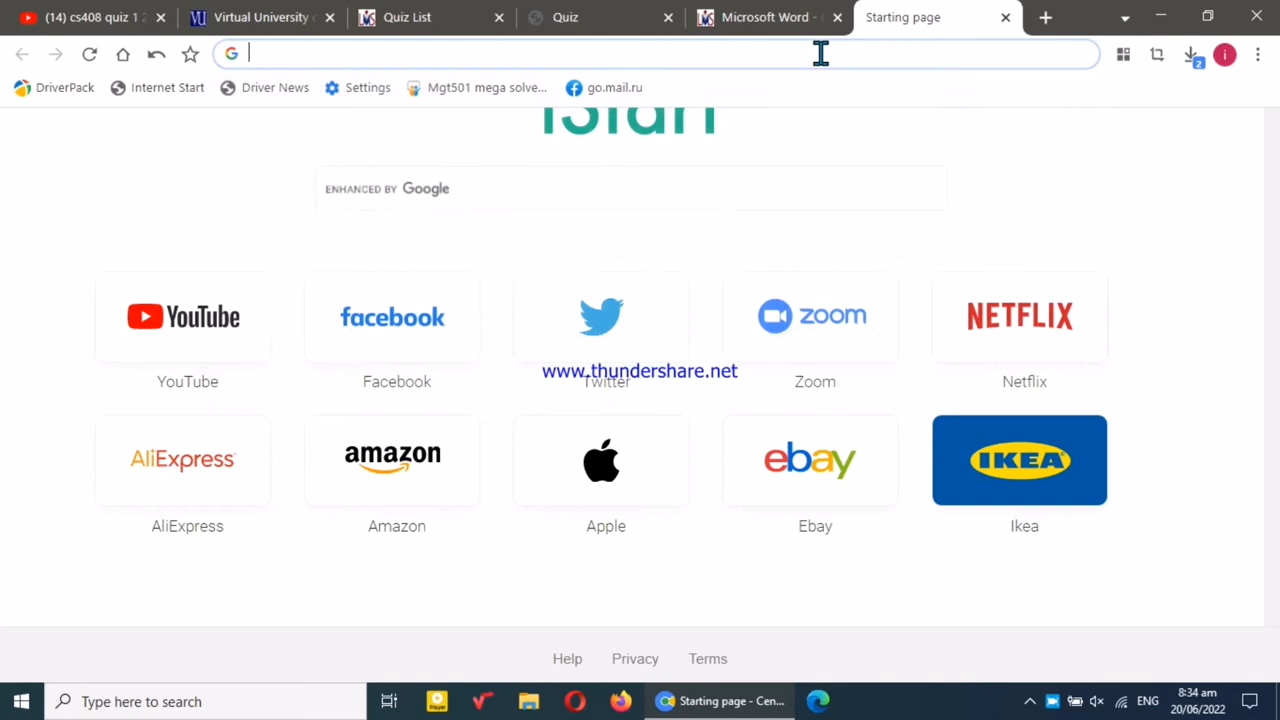 (14) cs408 quiz 1 2
Virtual University
Quiz List
Quiz
Microsoft Word -
Starting page
DriverPack
Internet Start
Driver News
Settings
Mgt501 mega solve...
go.mail.ru
iStart
ENHANCED BY Google
YouTube
facebook
zoom
NETFLIX
www.thundershare.net
YouTube
Facebook
Twitter
Zoom
Netflix
AliExpress
amazon
ebay
IKEA
AliExpress
Amazon
Apple
Ebay
Ikea
Help
Privacy
Terms
Type here to search
Player
Starting page - Cen...
ENG
8:34 am
20/06/2022
2
i